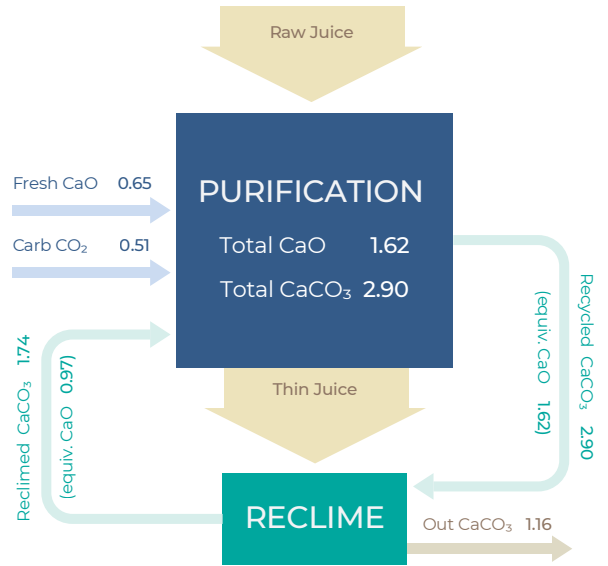 Raw Juice
Fresh CaO 0.65
Carb CO₂ 0.51
PURIFICATION
Total CaO 1.62
Total CaCO₃ 2.90
Reclimed CaCO₃ 1.74
(equiv. CaO 0.97)
Recycled CaCO₃ 2.90
(equiv. CaO 1.62)
Thin Juice
RECLIME
Out CaCO₃ 1.16